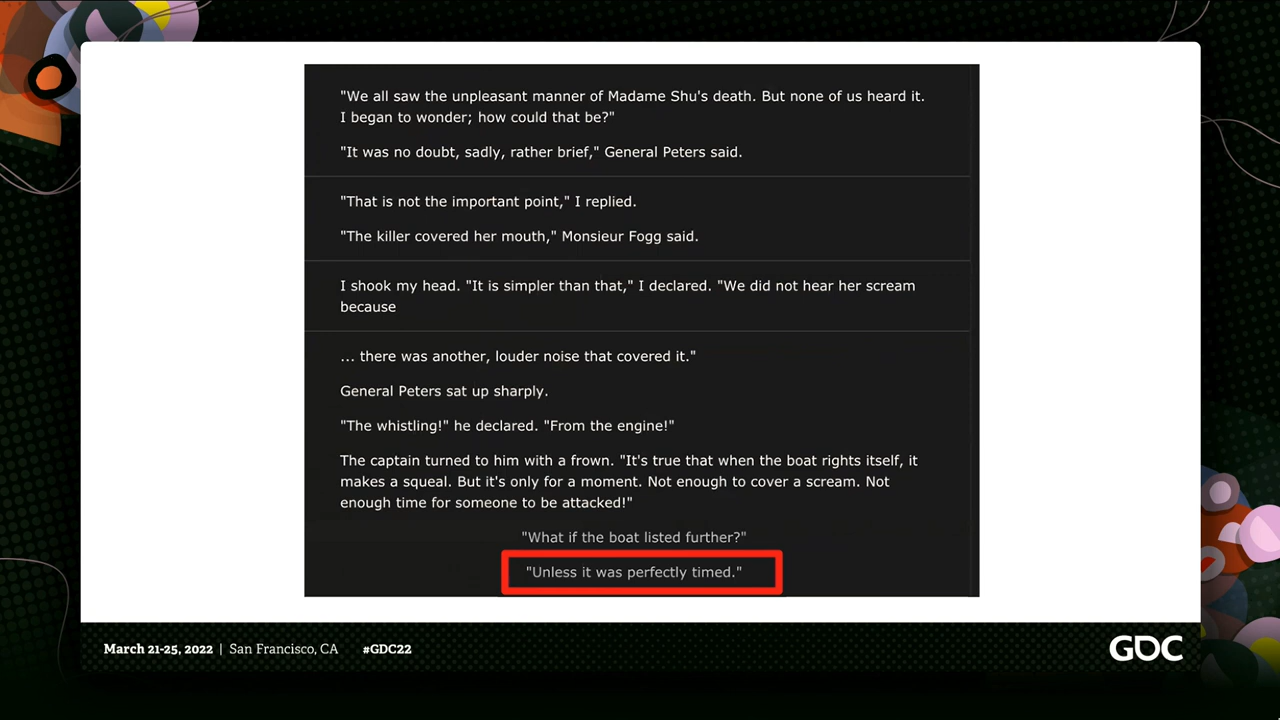 "We all saw the unpleasant manner of Madame Shu's death. But none of us heard it.
I began to wonder; how could that be?"
"It was no doubt, sadly, rather brief," General Peters said.
"That is not the important point," I replied.
"The killer covered her mouth," Monsieur Fogg said.
I shook my head. "It is simpler than that," I declared. "We did not hear her scream
because
... there was another, louder noise that covered it."
General Peters sat up sharply.
"The whistling!" he declared. "From the engine!"
The captain turned to him with a frown. "It's true that when the boat rights itself, it
makes a squeal. But it's only for a moment. Not enough to cover a scream. Not
enough time for someone to be attacked!"
"What if the boat listed further?"
"Unless it was perfectly timed."
March 21-25, 2022 | San Francisco, CA #GDC22
GDC